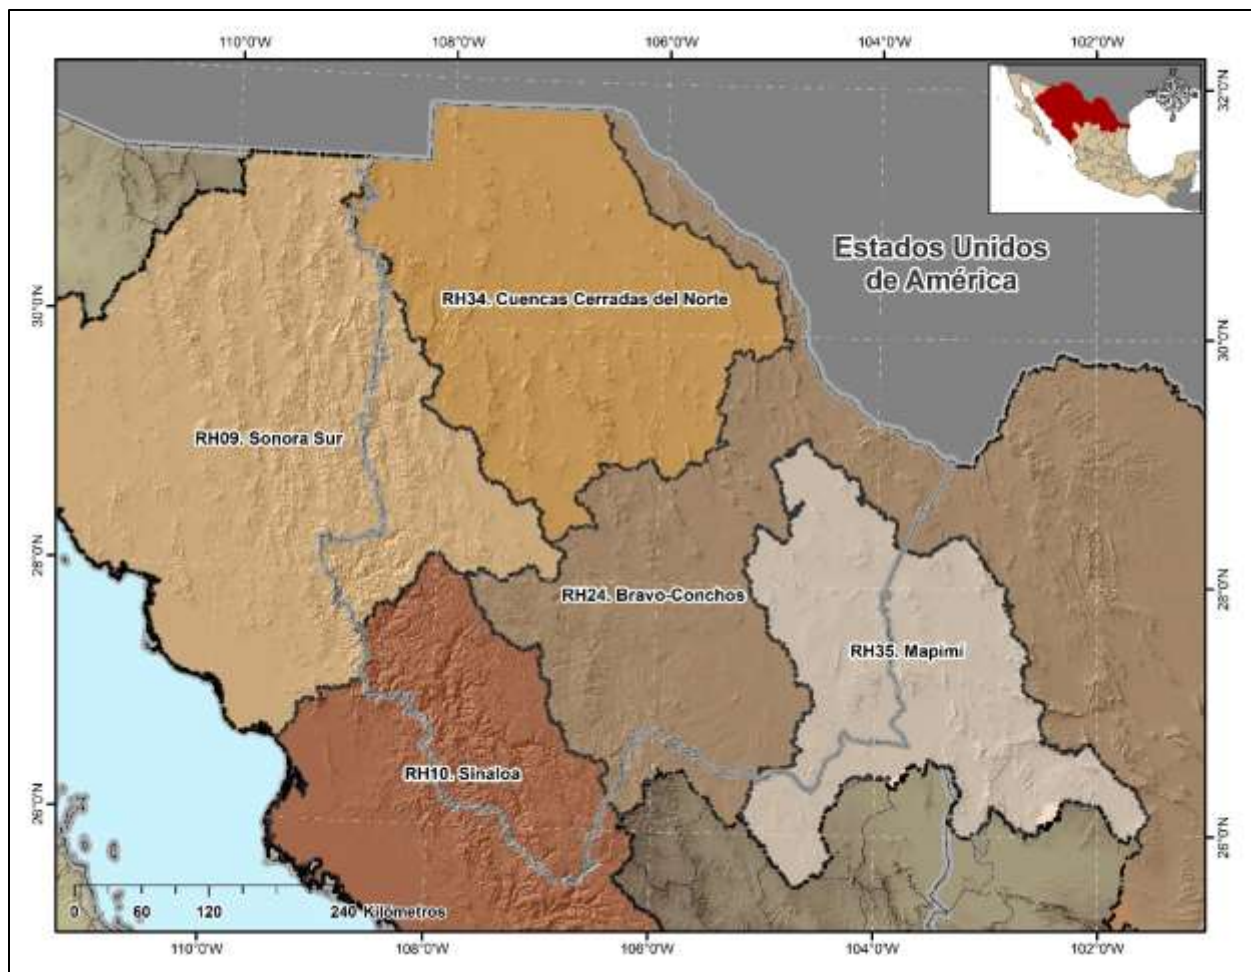 110°0'W
108°0'W
106°0'W
104°0'W
102°0'W
32°0'N
Estados Unidos
de América
RH34. Cuencas Cerradas del Norte
30°0'N
30°0'N
RH09. Sonora Sur
28°0'N
28°0'N
RH24. Bravo-Conchos
RH35. Mapimí
RH10. Sinaloa
26°0'N
26°0'N
0 60 120 240 Kilómetros
110°0'W
108°0'W
106°0'W
104°0'W
102°0'W